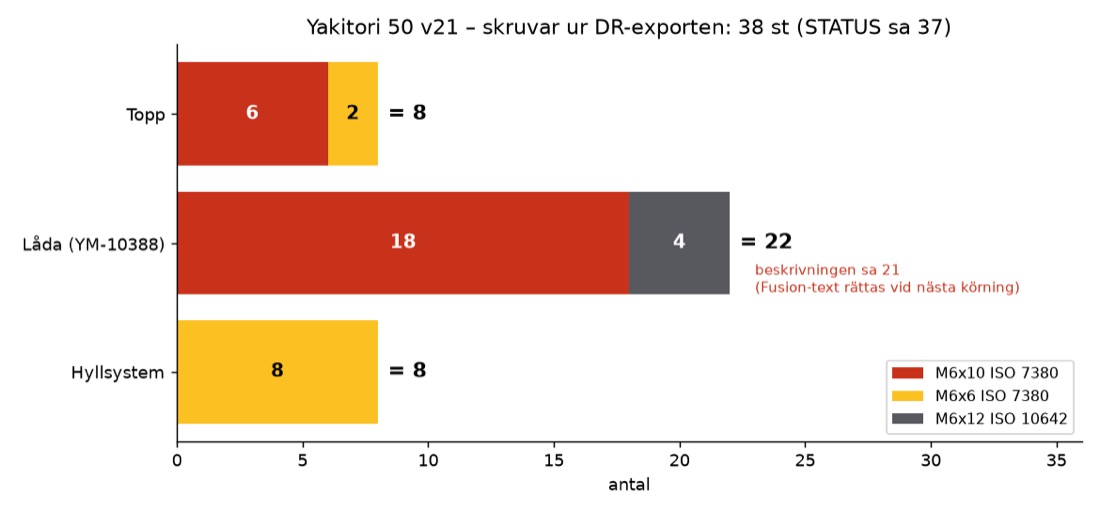 Yakitori 50 v21 – skruvar ur DR-exporten: 38 st (STATUS sa 37)
Topp
6
2
= 8
Låda (YM-10388)
18
4
= 22
beskrivningen sa 21
(Fusion-text rättas vid nästa körning)
Hyllsystem
8
= 8
M6x10 ISO 7380
M6x6 ISO 7380
M6x12 ISO 10642
0
5
10
15
20
25
30
35
antal